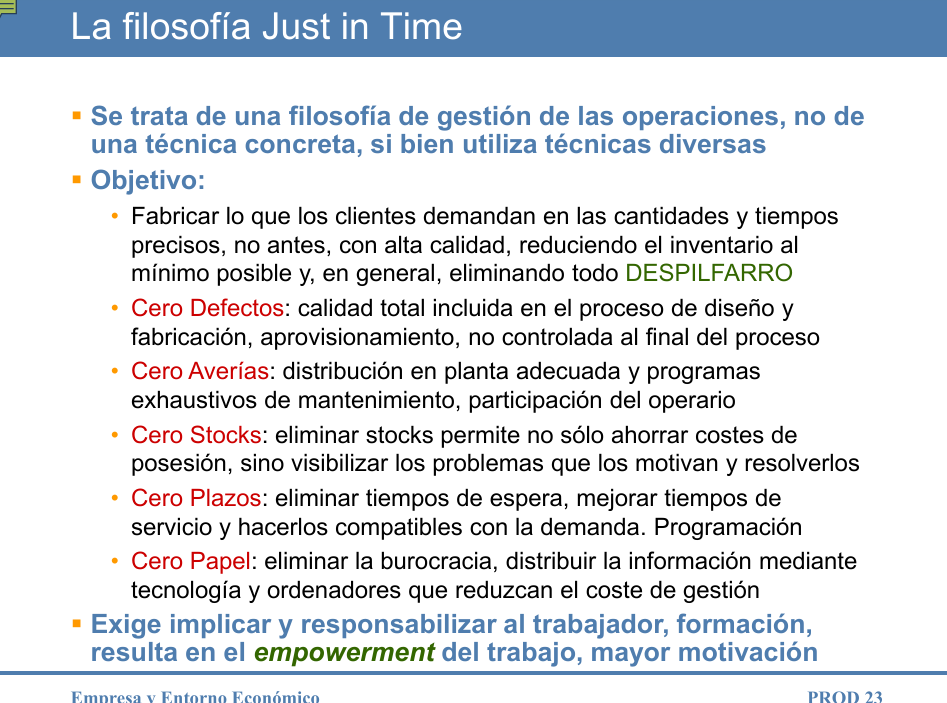 La filosofía Just in Time
Se trata de una filosofía de gestión de las operaciones, no de
una técnica concreta, si bien utiliza técnicas diversas
Objetivo:
Fabricar lo que los clientes demandan en las cantidades y tiempos
precisos, no antes, con alta calidad, reduciendo el inventario al
mínimo posible y, en general, eliminando todo DESPILFARRO
Cero Defectos: calidad total incluida en el proceso de diseño y
fabricación, aprovisionamiento, no controlada al final del proceso
Cero Averías: distribución en planta adecuada y programas
exhaustivos de mantenimiento, participación del operario
Cero Stocks: eliminar stocks permite no sólo ahorrar costes de
posesión, sino visibilizar los problemas que los motivan y resolverlos
Cero Plazos: eliminar tiempos de espera, mejorar tiempos de
servicio y hacerlos compatibles con la demanda. Programación
Cero Papel: eliminar la burocracia, distribuir la información mediante
tecnología y ordenadores que reduzcan el coste de gestión
Exige implicar y responsabilizar al trabajador, formación,
resulta en el empowerment del trabajo, mayor motivación
Empresa y Entorno Económico
PROD 23